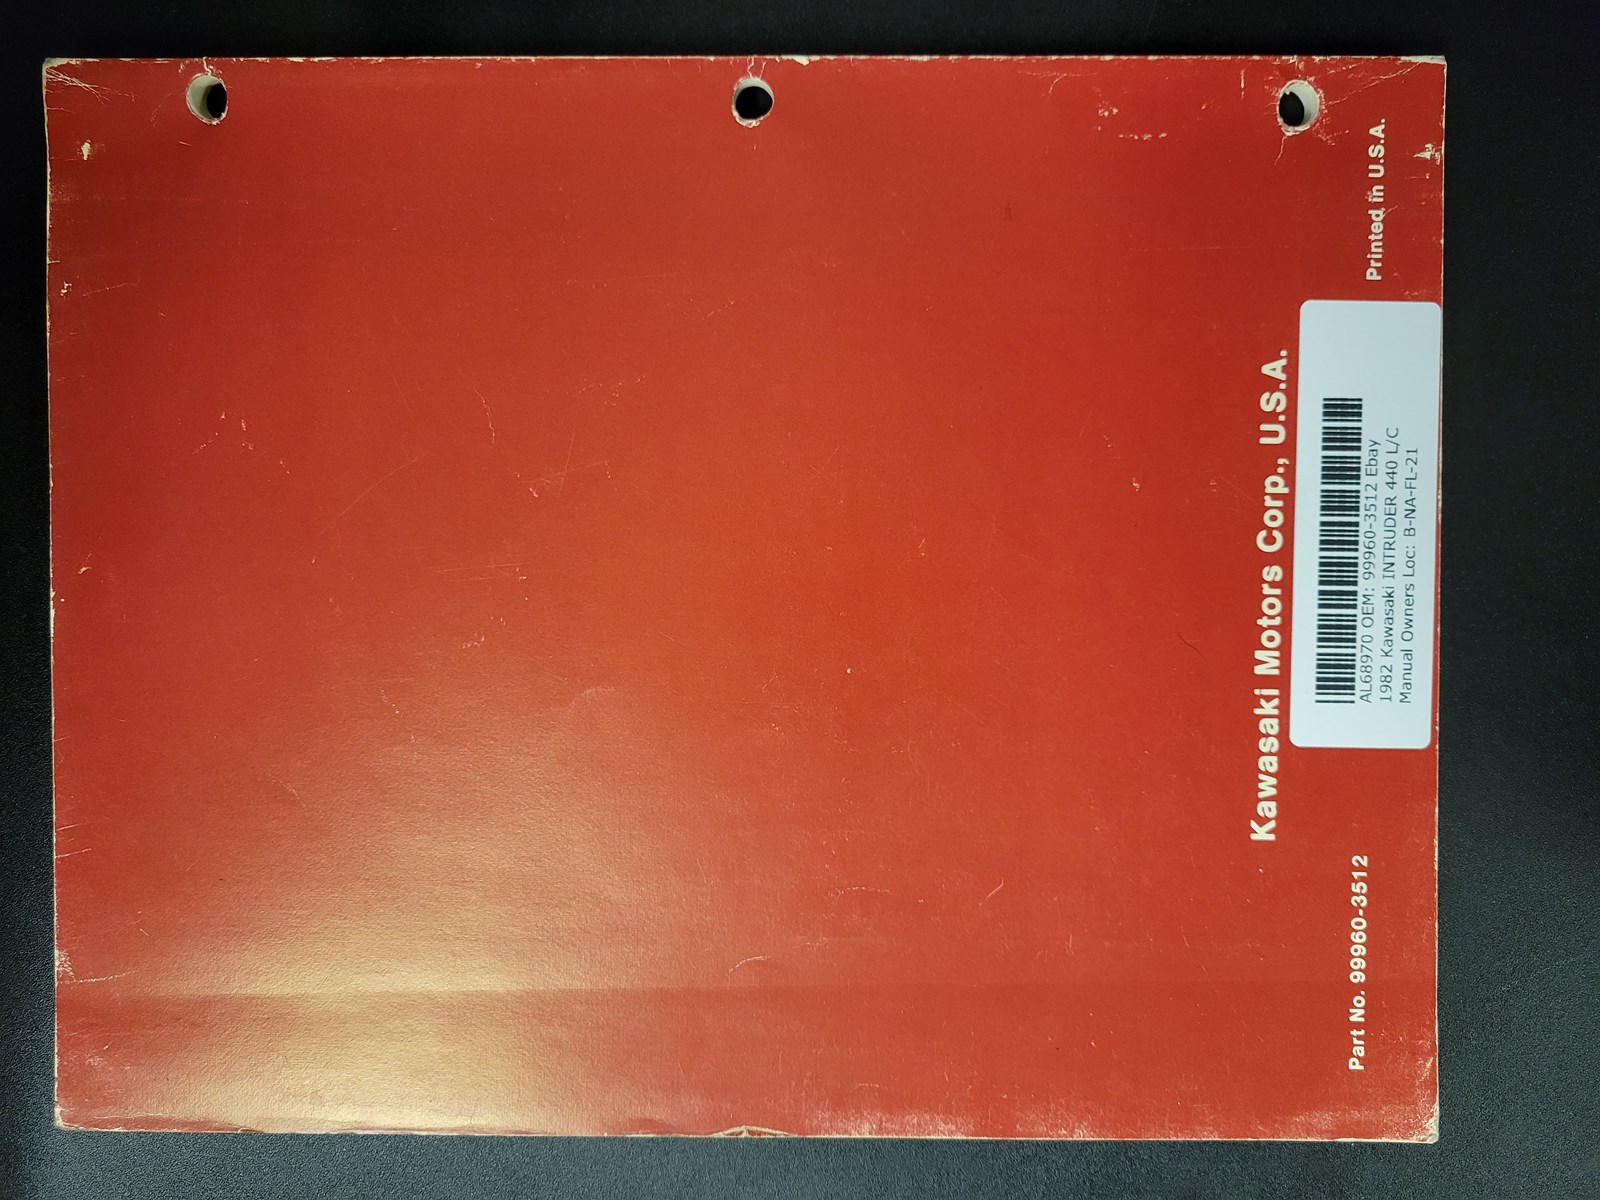 Kawasaki Motors Corp., U.S.A.
AL68970 OEM: 99960-3512 Ebay
1982 Kawasaki INTRUDER 440 L/C
Manual Owners Loc: B-NA-FL-21
Part No. 99960-3512
Printed in U.S.A.